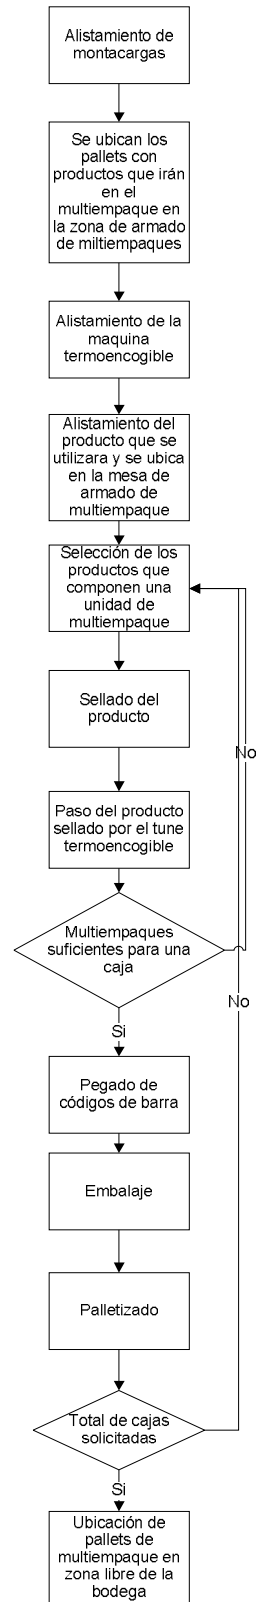 Alistamiento de
montacargas
Se ubican los
pallets con
productos que irán
en el
multiempaque en
la zona de armado
de miltiempaques
Alistamiento de la
maquina
termoencogible
Alistamiento del
producto que se
utilizara y se ubica
en la mesa de
armado de
multiempaque
Selección de los
productos que
componen una
unidad de
multiempaque
Sellado del
producto
No
Paso del producto
sellado por el tune
termoencogible
Multiempaques
suficientes para una
caja
No
Si
Pegado de
códigos de barra
Embalaje
Palletizado
Total de cajas
solicitadas
Si
Ubicación de
pallets de
multiempaque en
zona libre de la
bodega